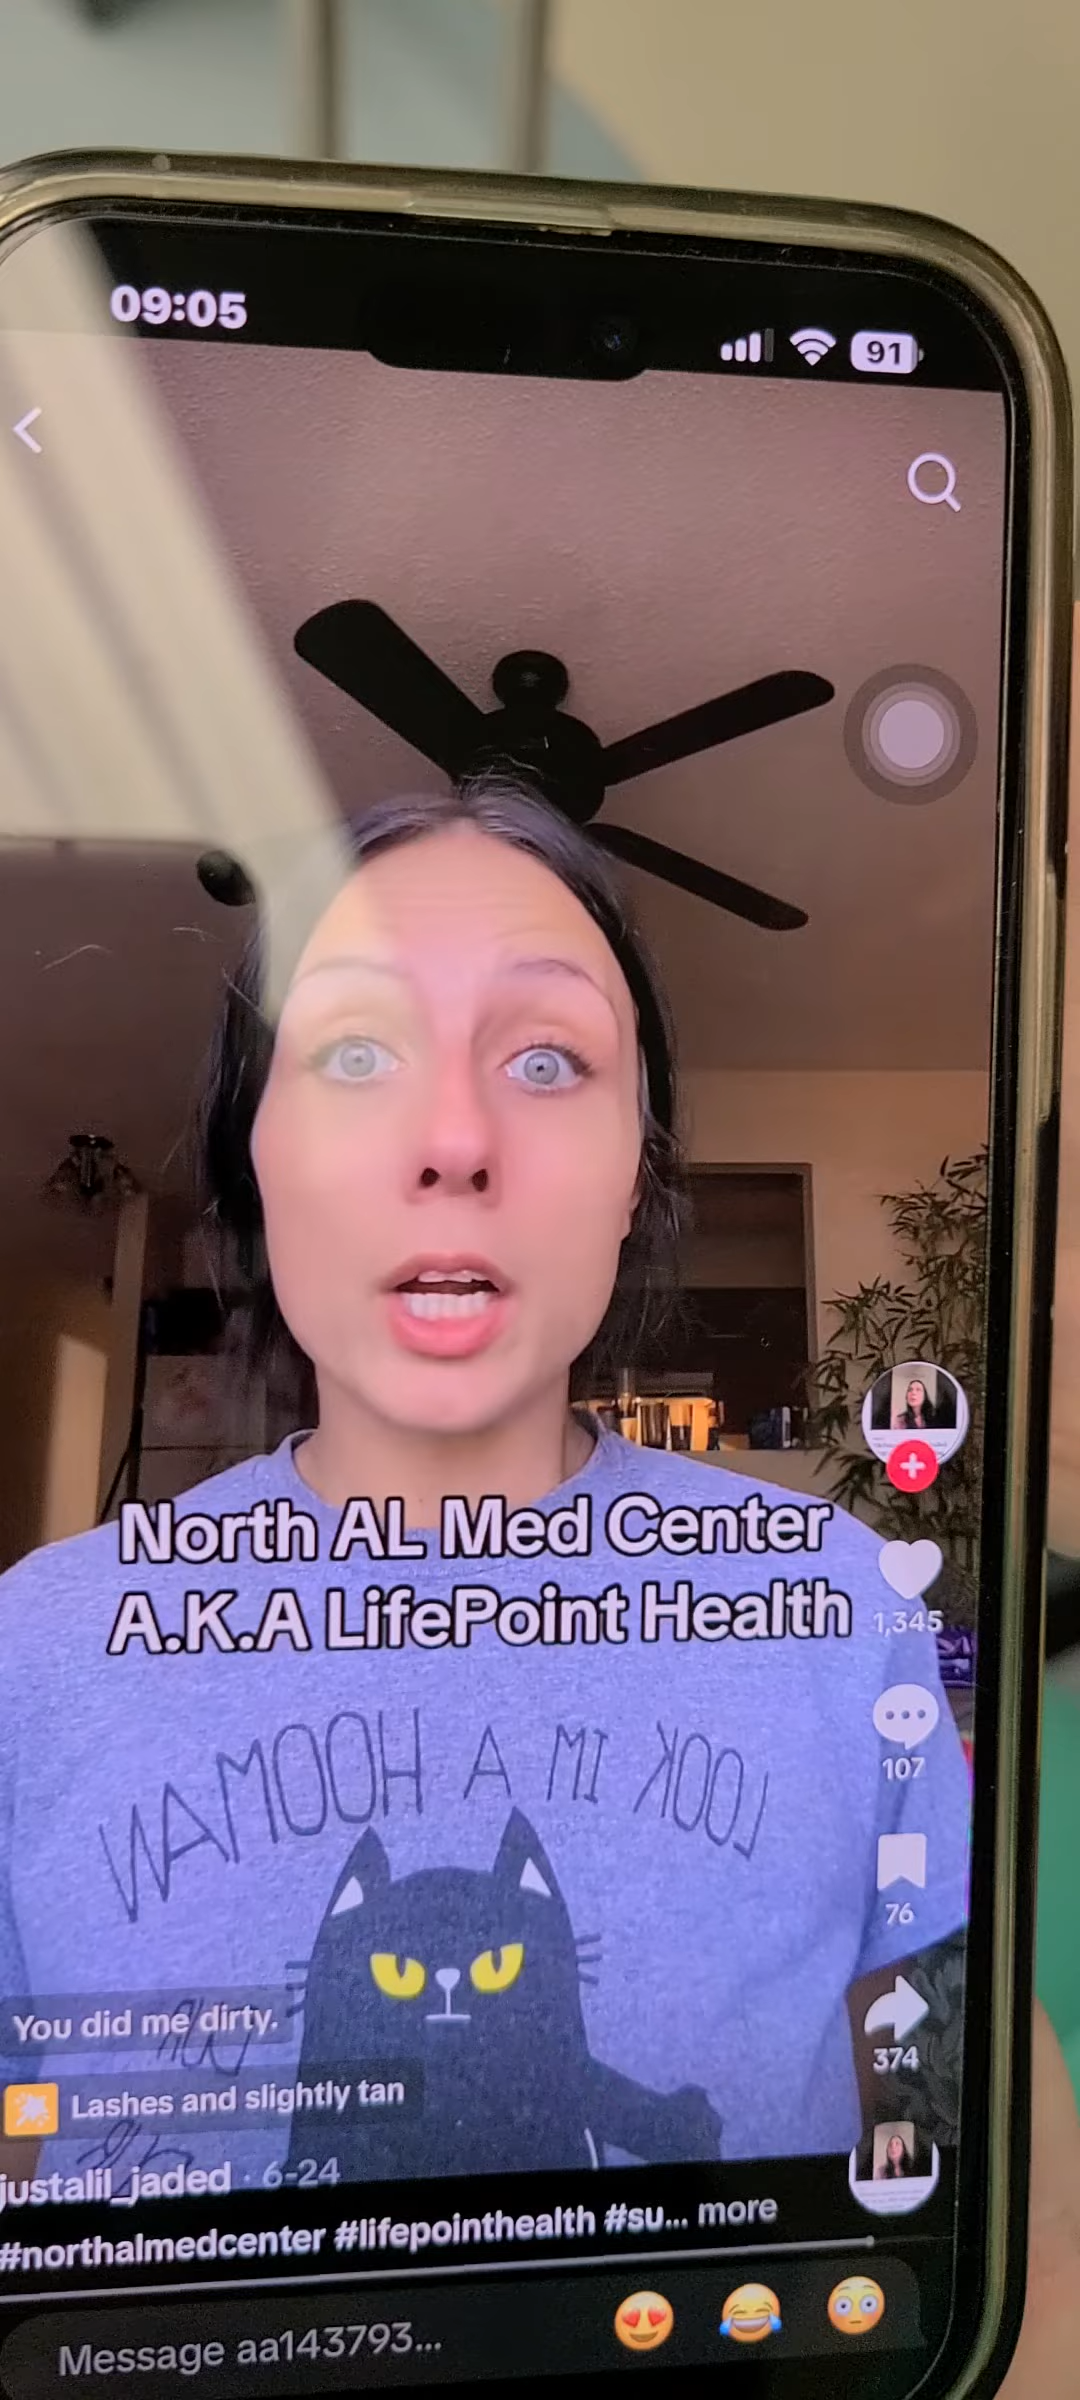 09:05
91
North AL Med Center
A.K.A LifePoint Health
1,345
LOOK IM A HOOMAN
107
76
You did me dirty.
374
Lashes and slightly tan
justalil_jaded · 6-24
#northalmedcenter #lifepointhealth #su... more
Message aa143793...